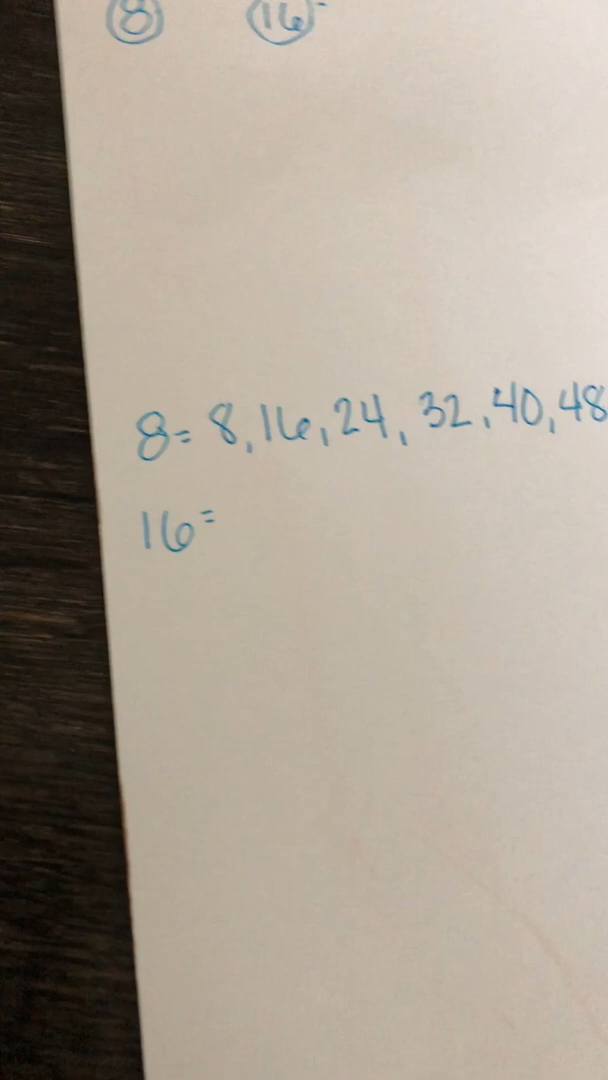 8 16
8= 8, 16, 24, 32, 40, 48
16=